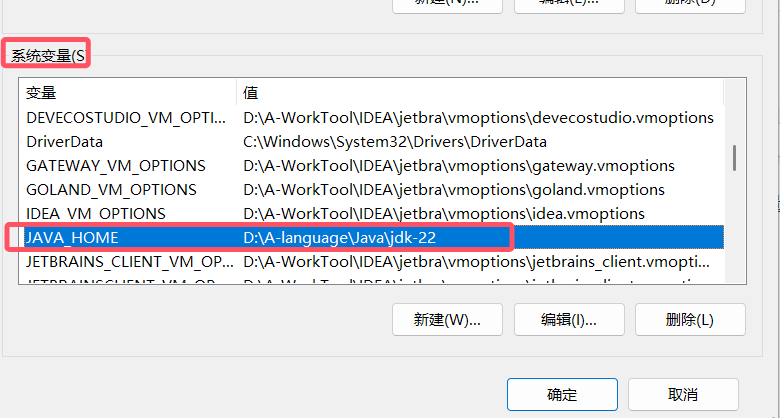 新建(N)...
编辑(E)...
删除(D)
系统变量(S
变量 值
DEVECOSTUDIO_VM_OPTI... D:\A-WorkTool\IDEA\jetbra\vmoptions\devecostudio.vmoptions
DriverData C:\Windows\System32\Drivers\DriverData
GATEWAY_VM_OPTIONS D:\A-WorkTool\IDEA\jetbra\vmoptions\gateway.vmoptions
GOLAND_VM_OPTIONS D:\A-WorkTool\IDEA\jetbra\vmoptions\goland.vmoptions
IDEA_VM_OPTIONS D:\A-WorkTool\IDEA\jetbra\vmoptions\idea.vmoptions
JAVA_HOME D:\A-language\Java\jdk-22
JETBRAINS_CLIENT_VM_OP... D:\A-WorkTool\IDEA\jetbra\vmoptions\jetbrains_client.vmopti...
新建(W)...
编辑(I)...
删除(L)
确定
取消